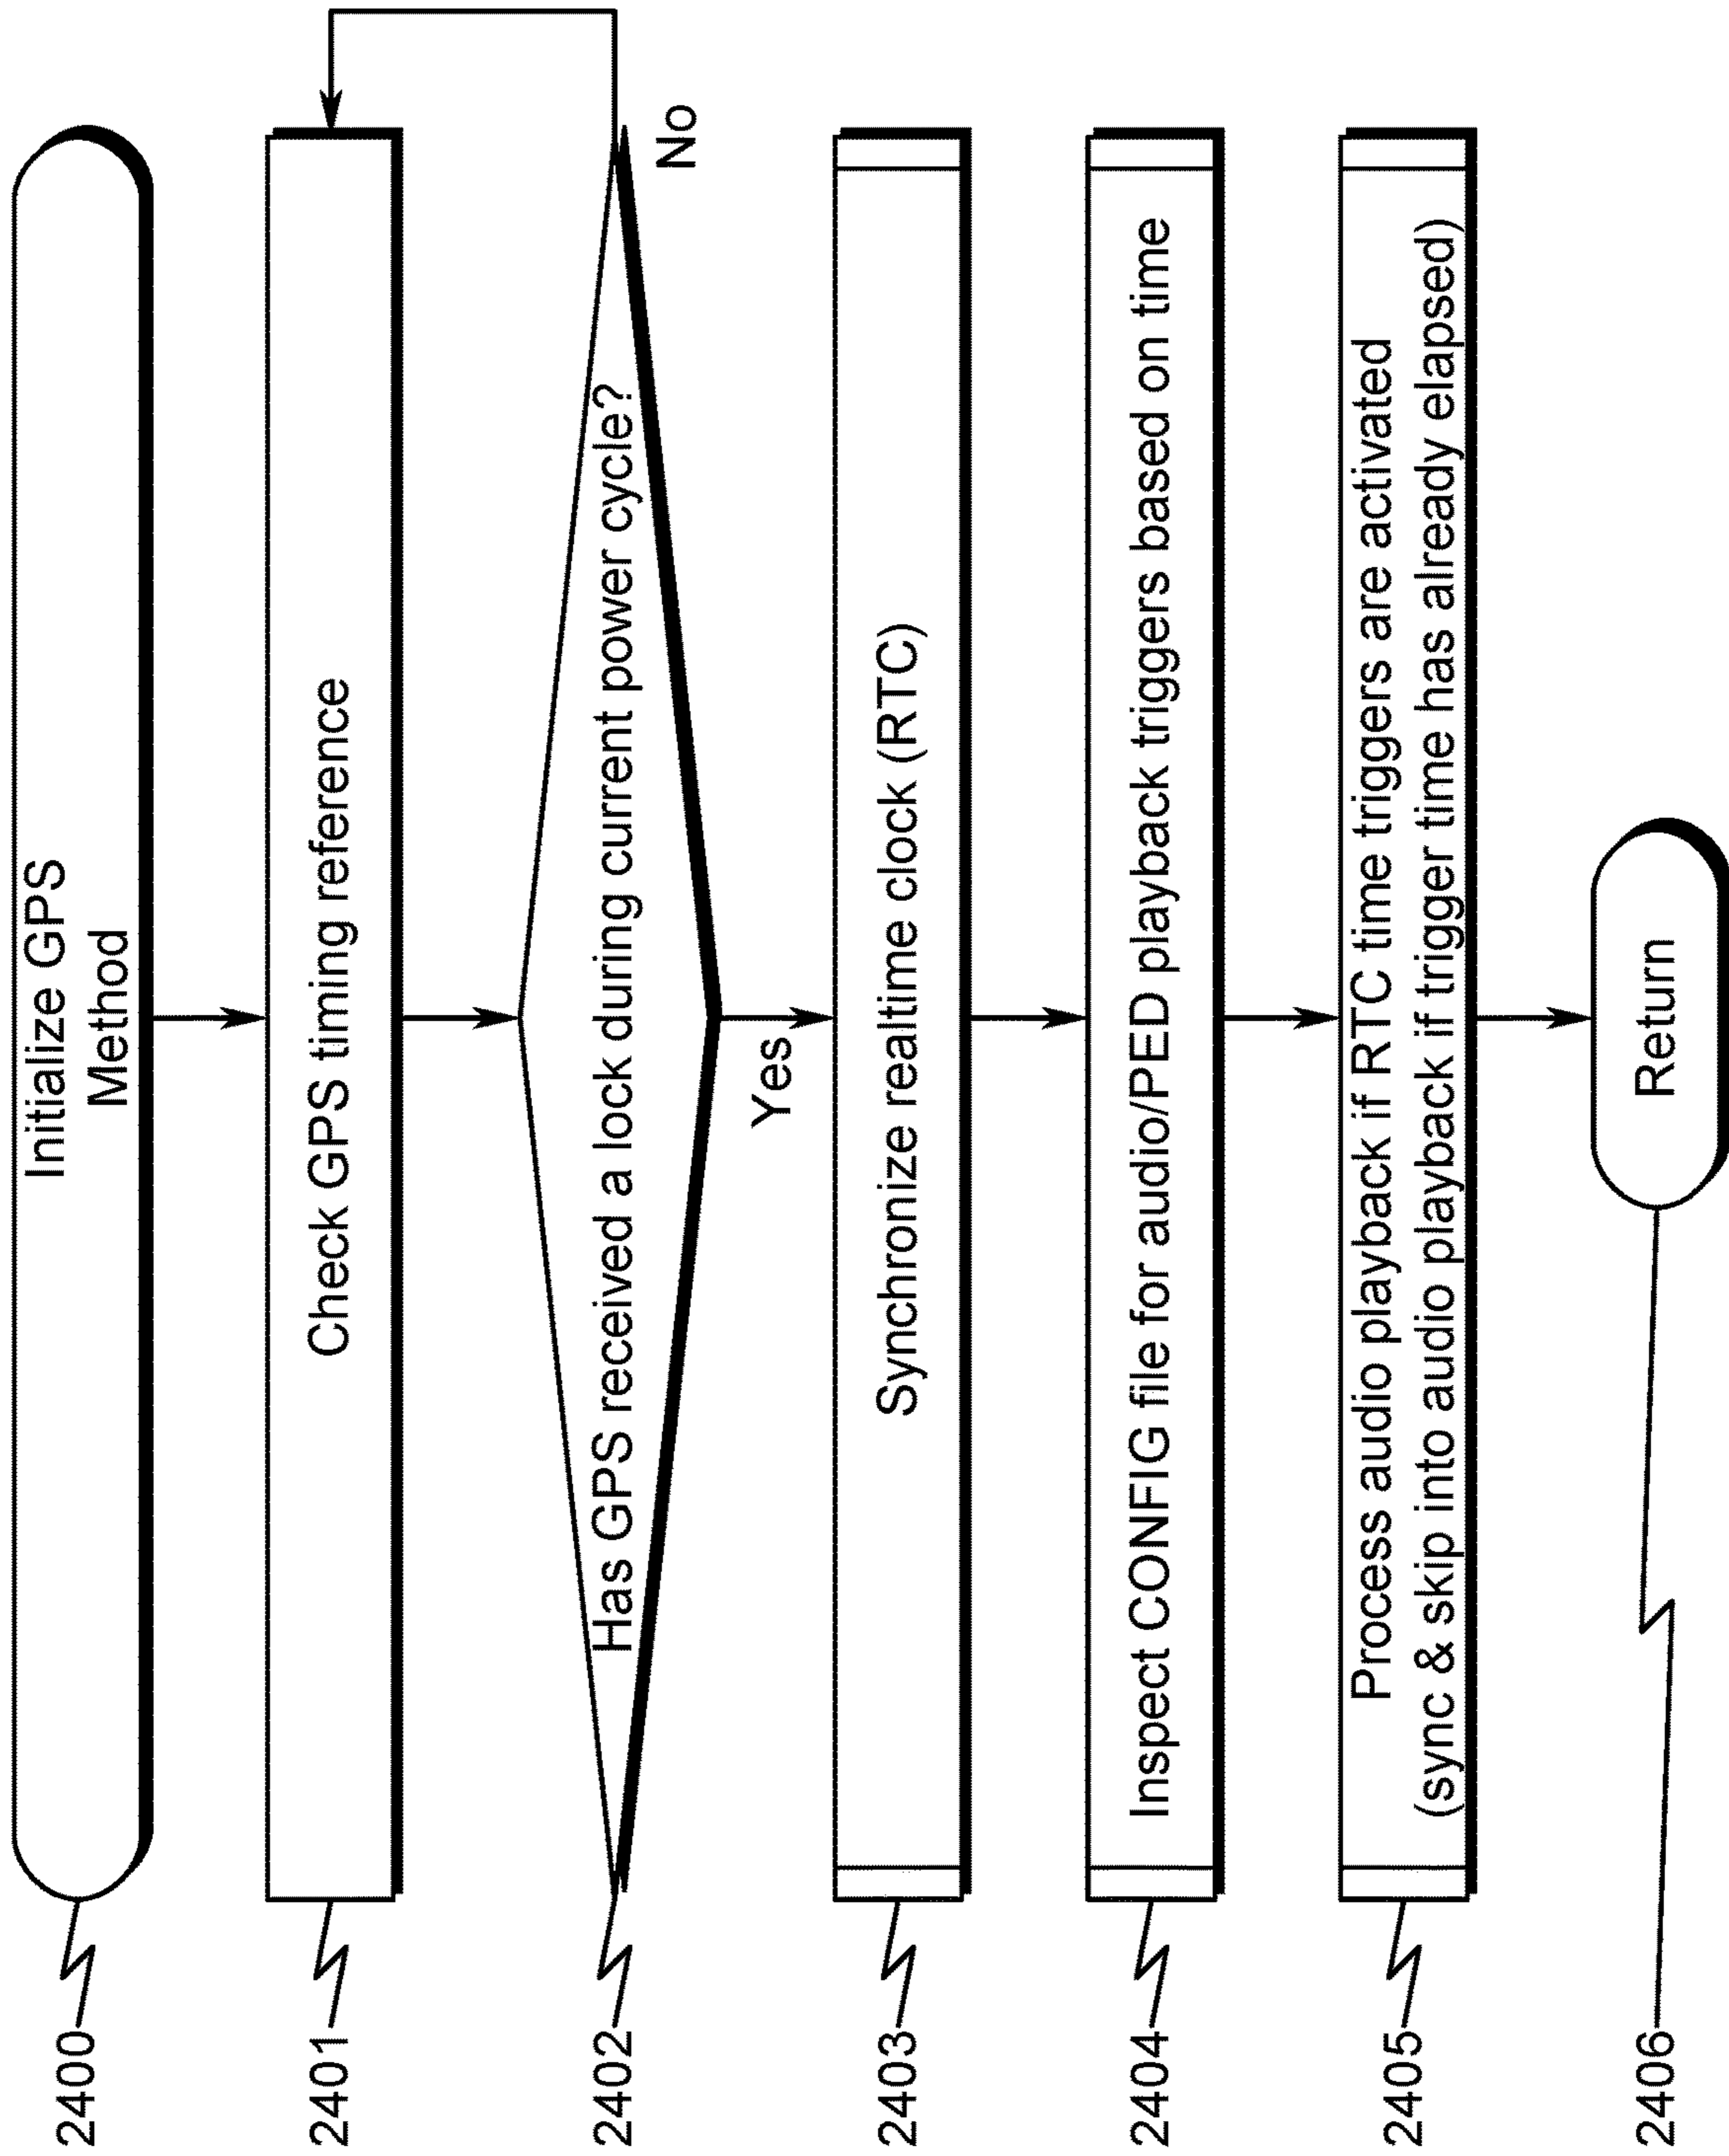 Initialize GPS
Method
2400
Check GPS timing reference
2401
Has GPS received a lock during current power cycle?
2402
No
Yes
Synchronize realtime clock (RTC)
2403
Inspect CONFIG file for audio/PED playback triggers based on time
2404
Process audio playback if RTC time triggers are activated
(sync & skip into audio playback if trigger time has already elapsed)
2405
Return
2406